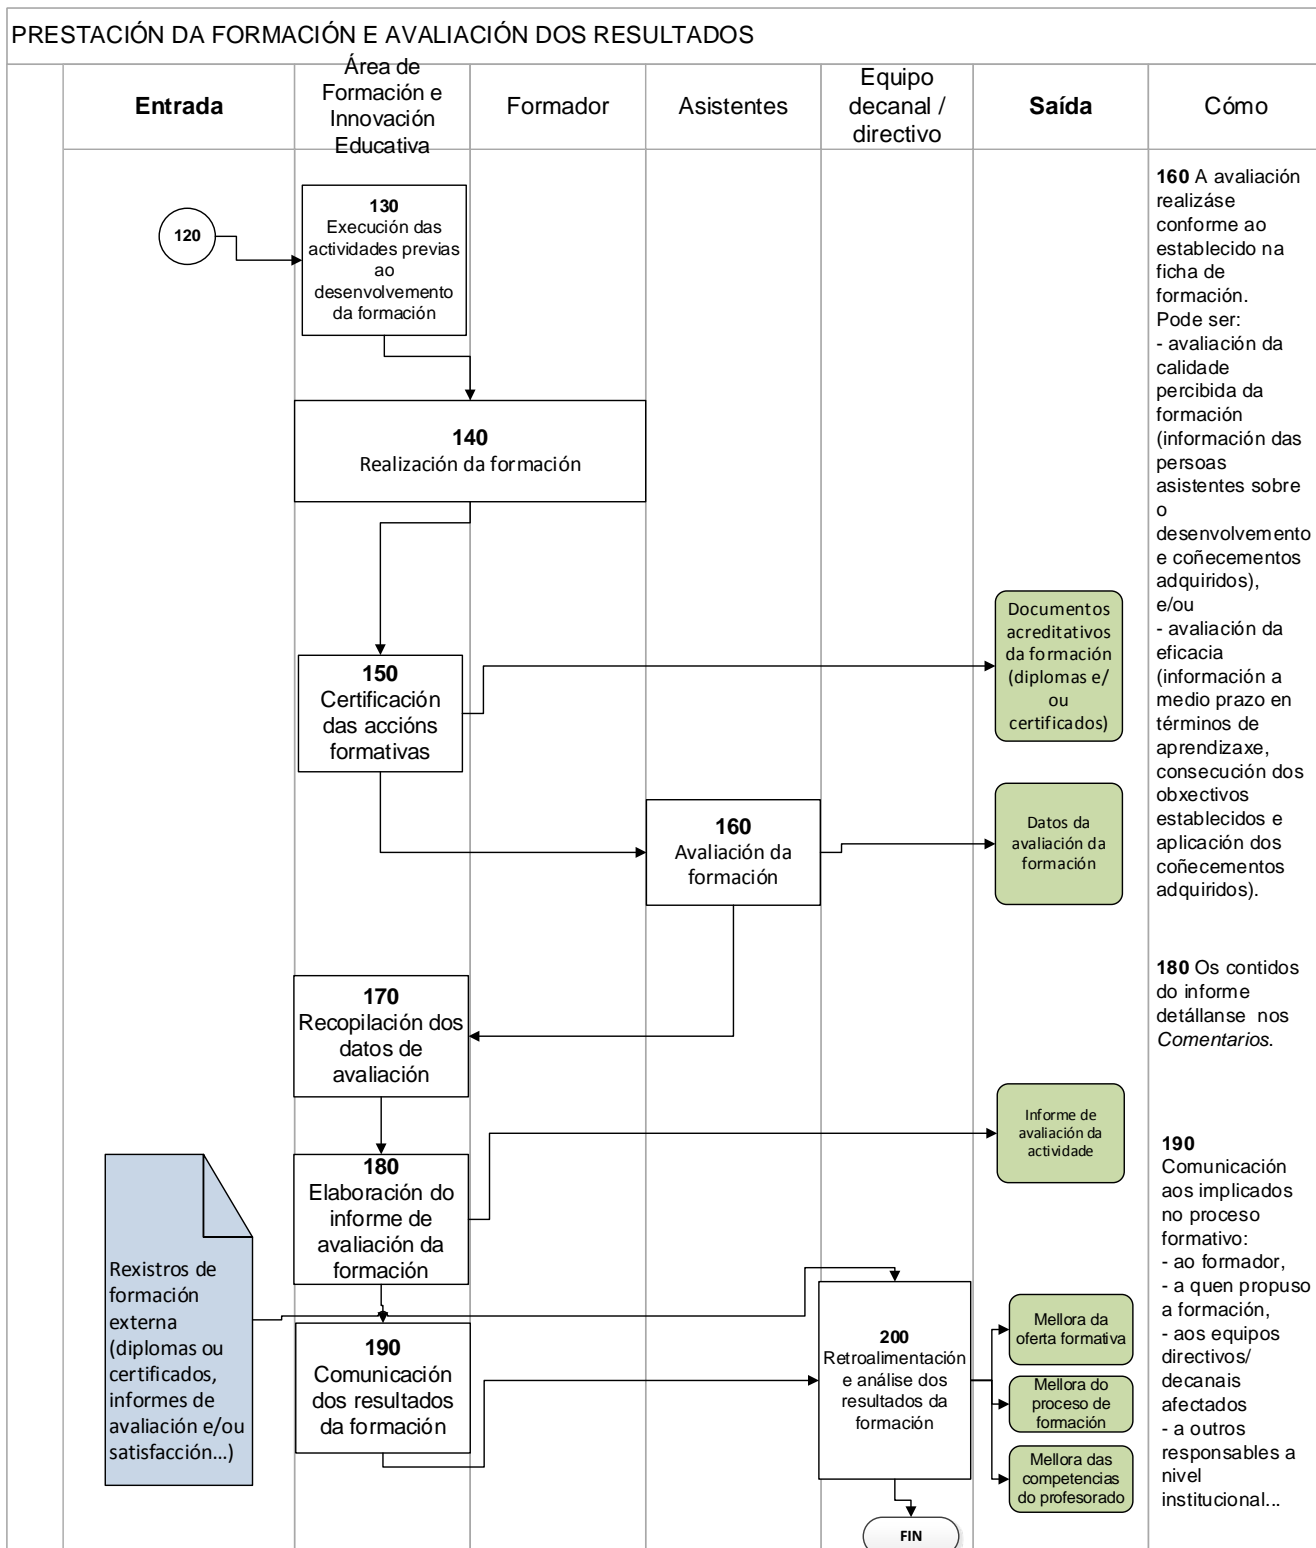 PRESTACIÓN DA FORMACIÓN E AVALIACIÓN DOS RESULTADOS
Entrada
Área de
Formación e
Innovación
Educativa
Formador
Asistentes
Equipo
decanal /
directivo
Saída
Cómo
120
130
Execución das
actividades previas
ao
desenvolvemento
da formación
140
Realización da formación
150
Certificación
das accións
formativas
Documentos
acreditativos
da formación
(diplomas e/
ou
certificados)
160
Avaliación da
formación
Datos da
avaliación da
formación
170
Recopilación dos
datos de
avaliación
180
Elaboración do
informe de
avaliación da
formación
Informe de
avaliación da
actividade
Rexistros de
formación
externa
(diplomas ou
certificados,
informes de
avaliación e/ou
satisfacción...)
190
Comunicación
dos resultados
da formación
200
Retroalimentación
e análise dos
resultados da
formación
Mellora da
oferta formativa
Mellora do
proceso de
formación
Mellora das
competencias
do profesorado
FIN
160 A avaliación
realizáse
conforme ao
establecido na
ficha de
formación.
Pode ser:
- avaliación da
calidade
percibida da
formación
(información das
persoas
asistentes sobre
o
desenvolvemento
e coñecementos
adquiridos),
e/ou
- avaliación da
eficacia
(información a
medio prazo en
términos de
aprendizaxe,
consecución dos
obxectivos
establecidos e
aplicación dos
coñecementos
adquiridos).
180 Os contidos
do informe
detállanse nos
Comentarios.
190
Comunicación
aos implicados
no proceso
formativo:
- ao formador,
- a quen propuso
a formación,
- aos equipos
directivos/
decanais
afectados
- a outros
responsables a
nivel
institucional...